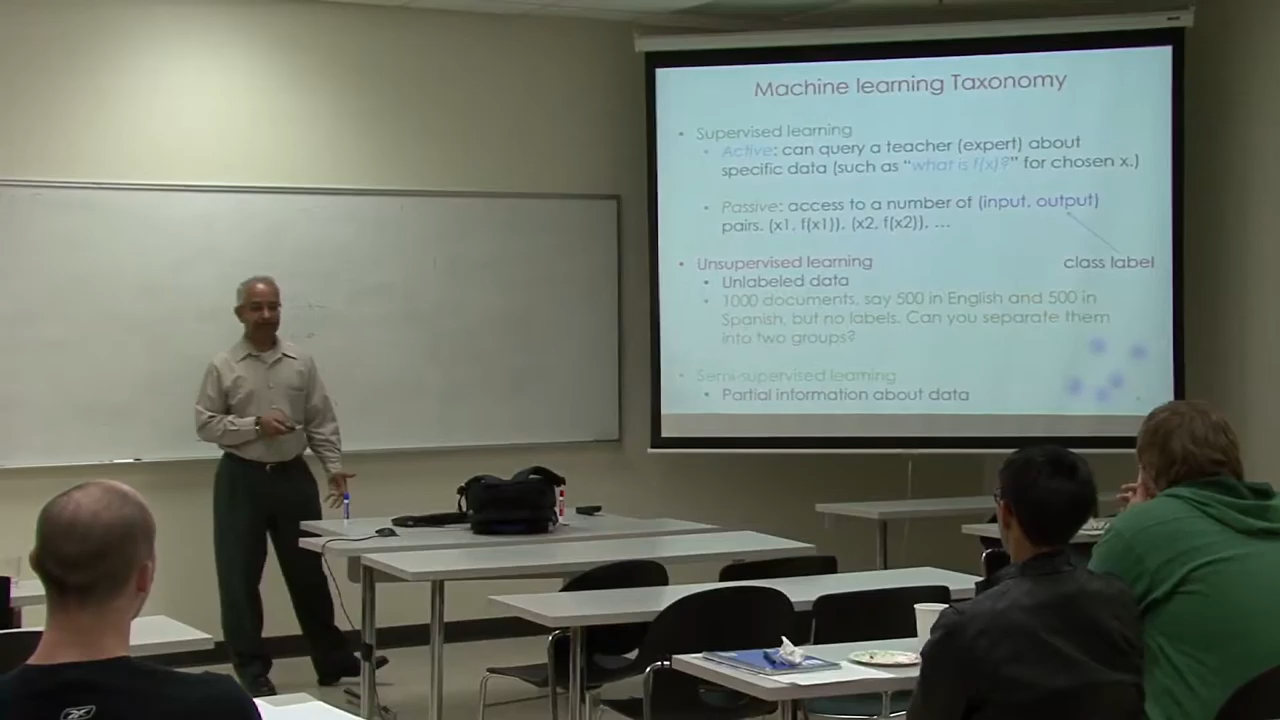 Machine learning Taxonomy
• Supervised learning
• Active: can query a teacher (expert) about
specific data (such as "what is f(x)?" for chosen x.)
• Passive: access to a number of (input, output)
pairs. (x1, f(x1)), (x2, f(x2)), ...
• Unsupervised learning
class label
• Unlabeled data
• 1000 documents, say 500 in English and 500 in
Spanish, but no labels. Can you separate them
into two groups?
• Semi-supervised learning
• Partial information about data